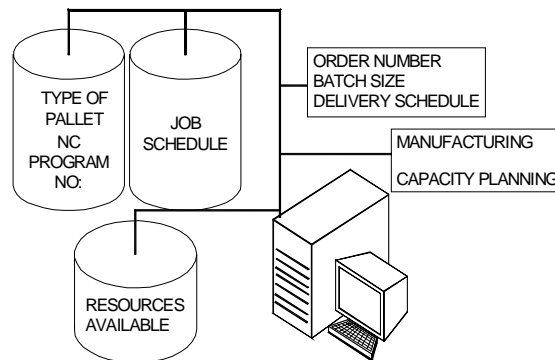 TYPE OF
PALLET
NC
PROGRAM
NO:
JOB
SCHEDULE
ORDER NUMBER
BATCH SIZE
DELIVERY SCHEDULE
MANUFACTURING
CAPACITY PLANNING
RESOURCES
AVAILABLE